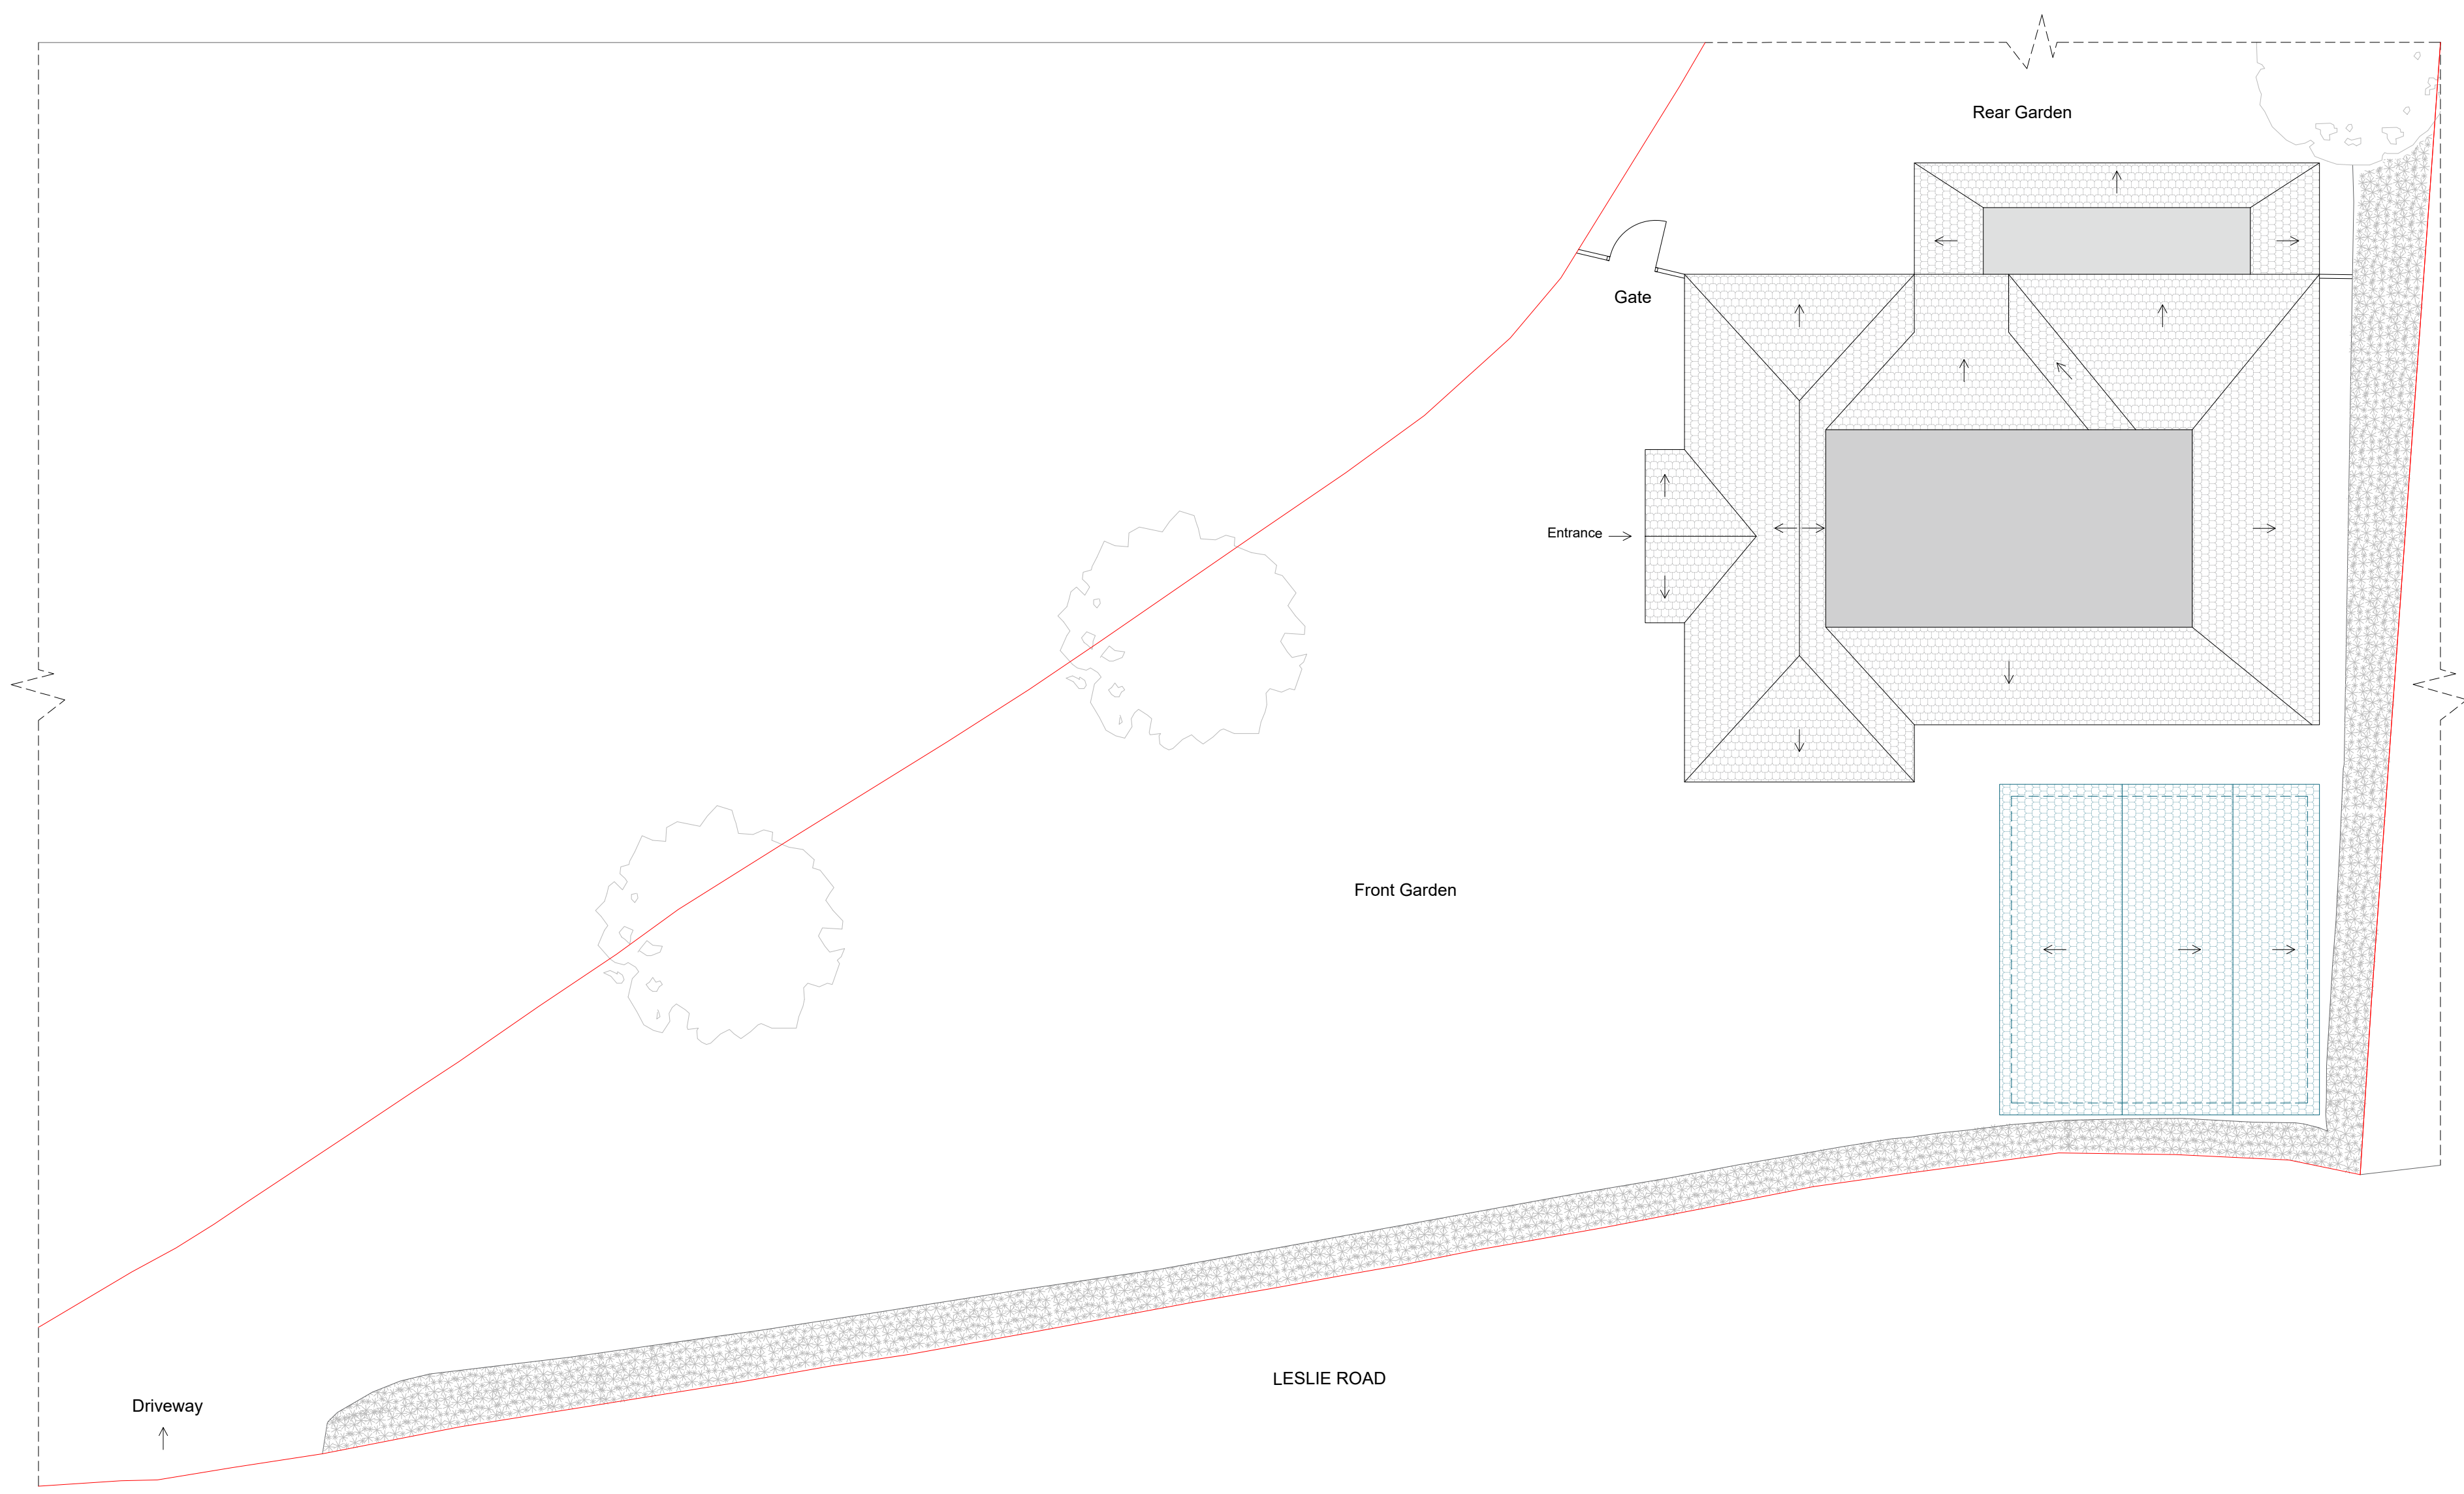 Rear Garden
Gate
Entrance
Front Garden
LESLIE ROAD
Driveway